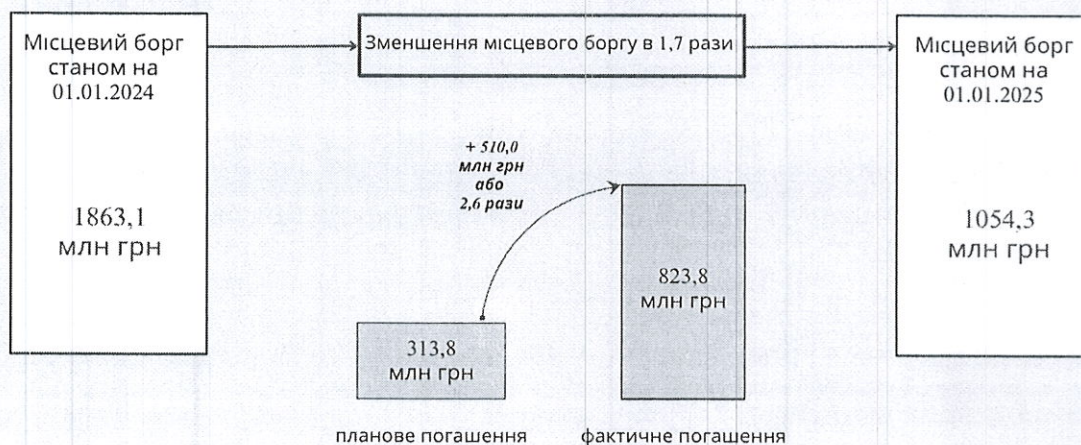 Місцевий борг
станом на
01.01.2024
1863,1
млн грн
Зменшення місцевого боргу в 1,7 рази
Місцевий борг
станом на
01.01.2025
1054,3
млн грн
+ 510,0
млн грн
або
2,6 рази
313,8
млн грн
823,8
млн грн
планове погашення
фактичне погашення